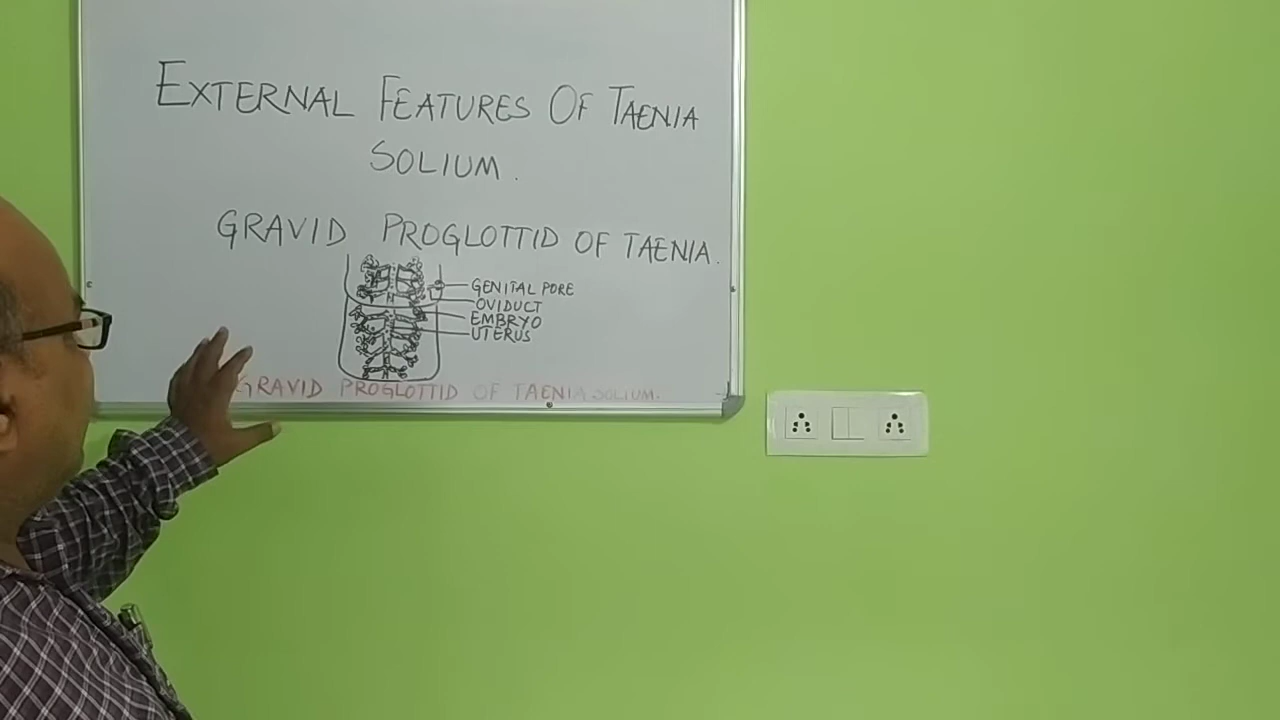 EXTERNAL FEATURES OF TAENIA
SOLIUM.
GRAVID PROGLOTTID OF TAENIA.
GENITAL PORE
OVIDUCT
EMBRYO
UTERUS
GRAVID PROGLOTTID OF TAENIA SOLIUM.